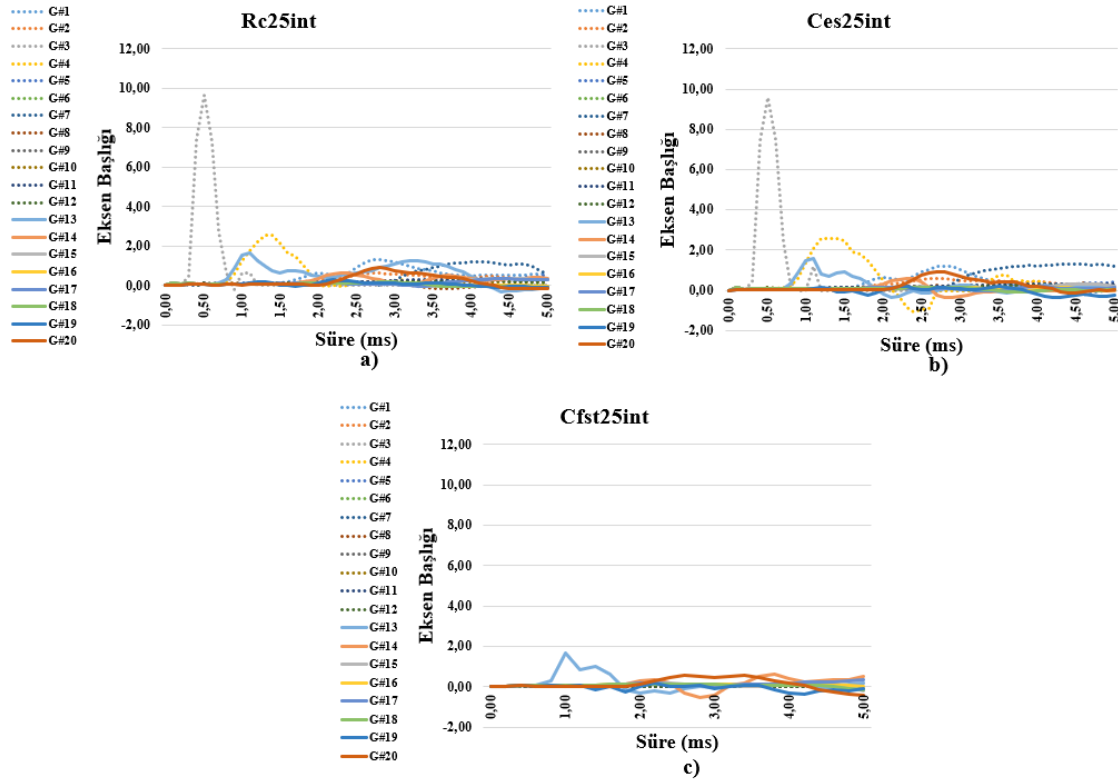 Rc25int
G#1
G#2
G#3
G#4
G#5
G#6
G#7
G#8
G#9
G#10
G#11
G#12
G#13
G#14
G#15
G#16
G#17
G#18
G#19
G#20
Eksen Başlığı
12,00
10,00
8,00
6,00
4,00
2,00
0,00
-2,00
0,00
0,50
1,00
1,50
2,00
2,50
3,00
3,50
4,00
4,50
5,00
Süre (ms)
a)
Ces25int
G#1
G#2
G#3
G#4
G#5
G#6
G#7
G#8
G#9
G#10
G#11
G#12
G#13
G#14
G#15
G#16
G#17
G#18
G#19
G#20
Eksen Başlığı
12,00
10,00
8,00
6,00
4,00
2,00
0,00
-2,00
0,00
0,50
1,00
1,50
2,00
2,50
3,00
3,50
4,00
4,50
5,00
Süre (ms)
b)
Cfst25int
G#1
G#2
G#3
G#4
G#5
G#6
G#7
G#8
G#9
G#10
G#11
G#12
G#13
G#14
G#15
G#16
G#17
G#18
G#19
G#20
Eksen Başlığı
12,00
10,00
8,00
6,00
4,00
2,00
0,00
-2,00
0,00
1,00
2,00
3,00
4,00
5,00
Süre (ms)
c)